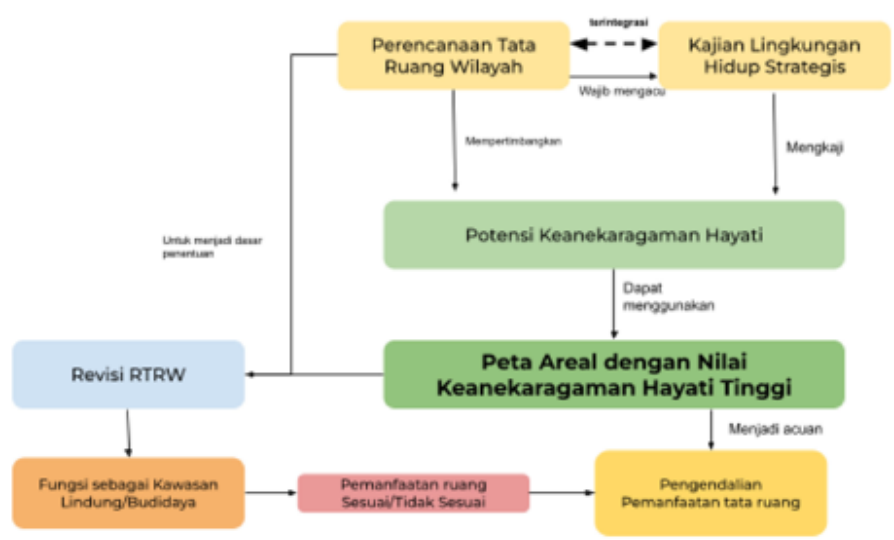 terintegrasi
Perencanaan Tata
Ruang Wilayah
Kajian Lingkungan
Hidup Strategis
Wajib mengacu
Mempertimbangkan
Mengkaji
Potensi Keanekaragaman Hayati
Untuk menjadi dasar
penentuan
Dapat
menggunakan
Revisi RTRW
Peta Areal dengan Nilai
Keanekaragaman Hayati Tinggi
Menjadi acuan
Fungsi sebagai Kawasan
Lindung/Budidaya
Pemanfaatan ruang
Sesuai/Tidak Sesuai
Pengendalian
Pemanfaatan tata ruang